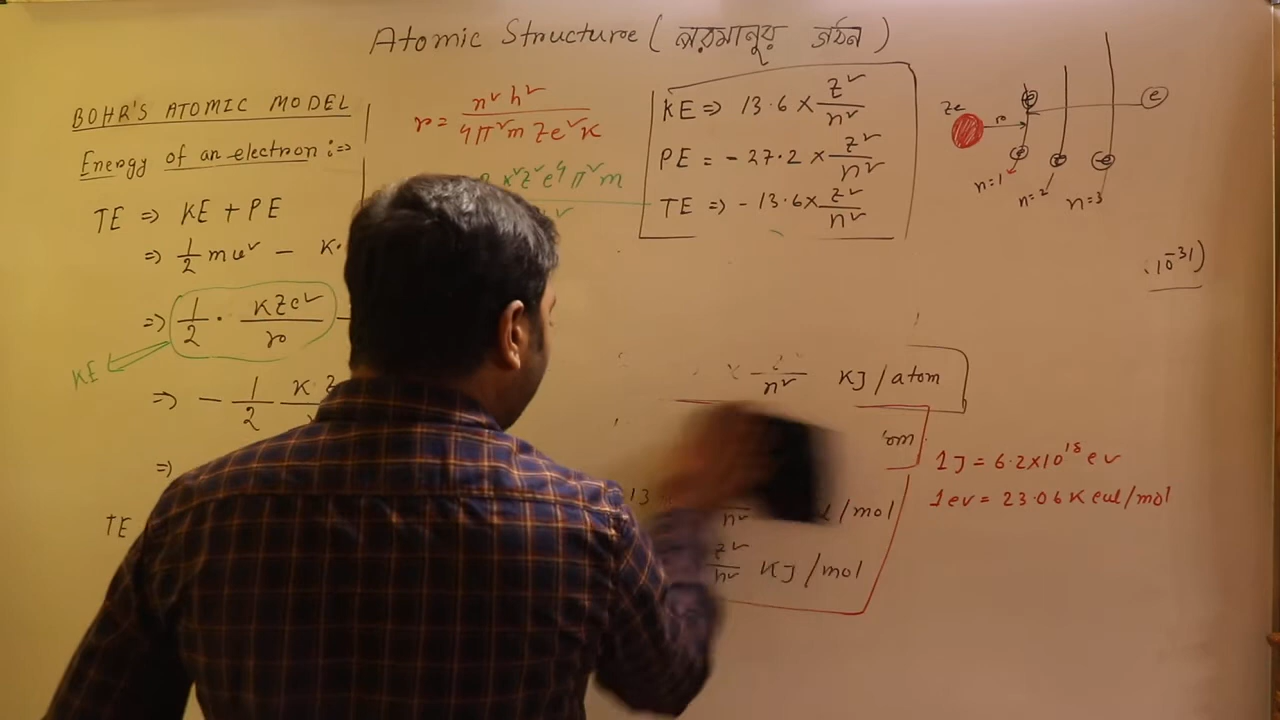 Atomic Structure (পরমানুর গঠন)
BOHR'S ATOMIC MODEL
Energy of an electron :=>
TE => KE + PE
=> 1/2 mv² - K.
=> 1/2 · KZe²/r -
KE
=> - 1/2 K Z
=>
TE
r = n²h²/4π²m Ze²K
K²Z²e⁴π²m
KE => 13.6 × Z²/n²
PE = - 27.2 × Z²/n²
TE => - 13.6 × Z²/n²
Ze
r
e
e
e
e
e
n=1
n=2
n=3
(10⁻³¹)
× /n² KJ/atom
om
13
n² l/mol
Z²/n² KJ/mol
1J = 6.2×10¹⁸ ev
1ev = 23.06 Kcal/mol